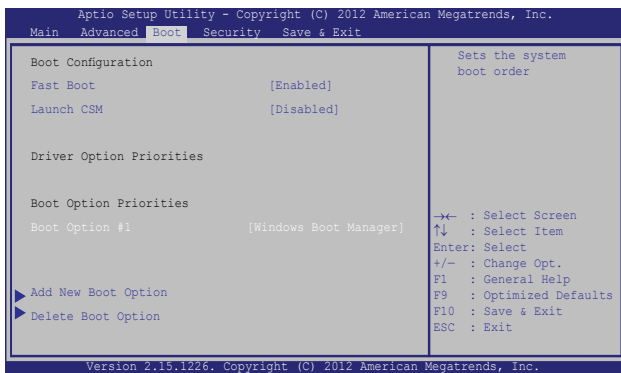 Aptio Setup Utility - Copyright (C) 2012 American Megatrends, Inc.
Main Advanced Boot Security Save & Exit
Boot Configuration
Fast Boot [Enabled]
Launch CSM [Disabled]
Driver Option Priorities
Boot Option Priorities
Boot Option #1 [Windows Boot Manager]
Add New Boot Option
Delete Boot Option
Sets the system
boot order
→← : Select Screen
↑↓ : Select Item
Enter: Select
+/— : Change Opt.
F1 : General Help
F9 : Optimized Defaults
F10 : Save & Exit
ESC : Exit
Version 2.15.1226. Copyright (C) 2012 American Megatrends, Inc.